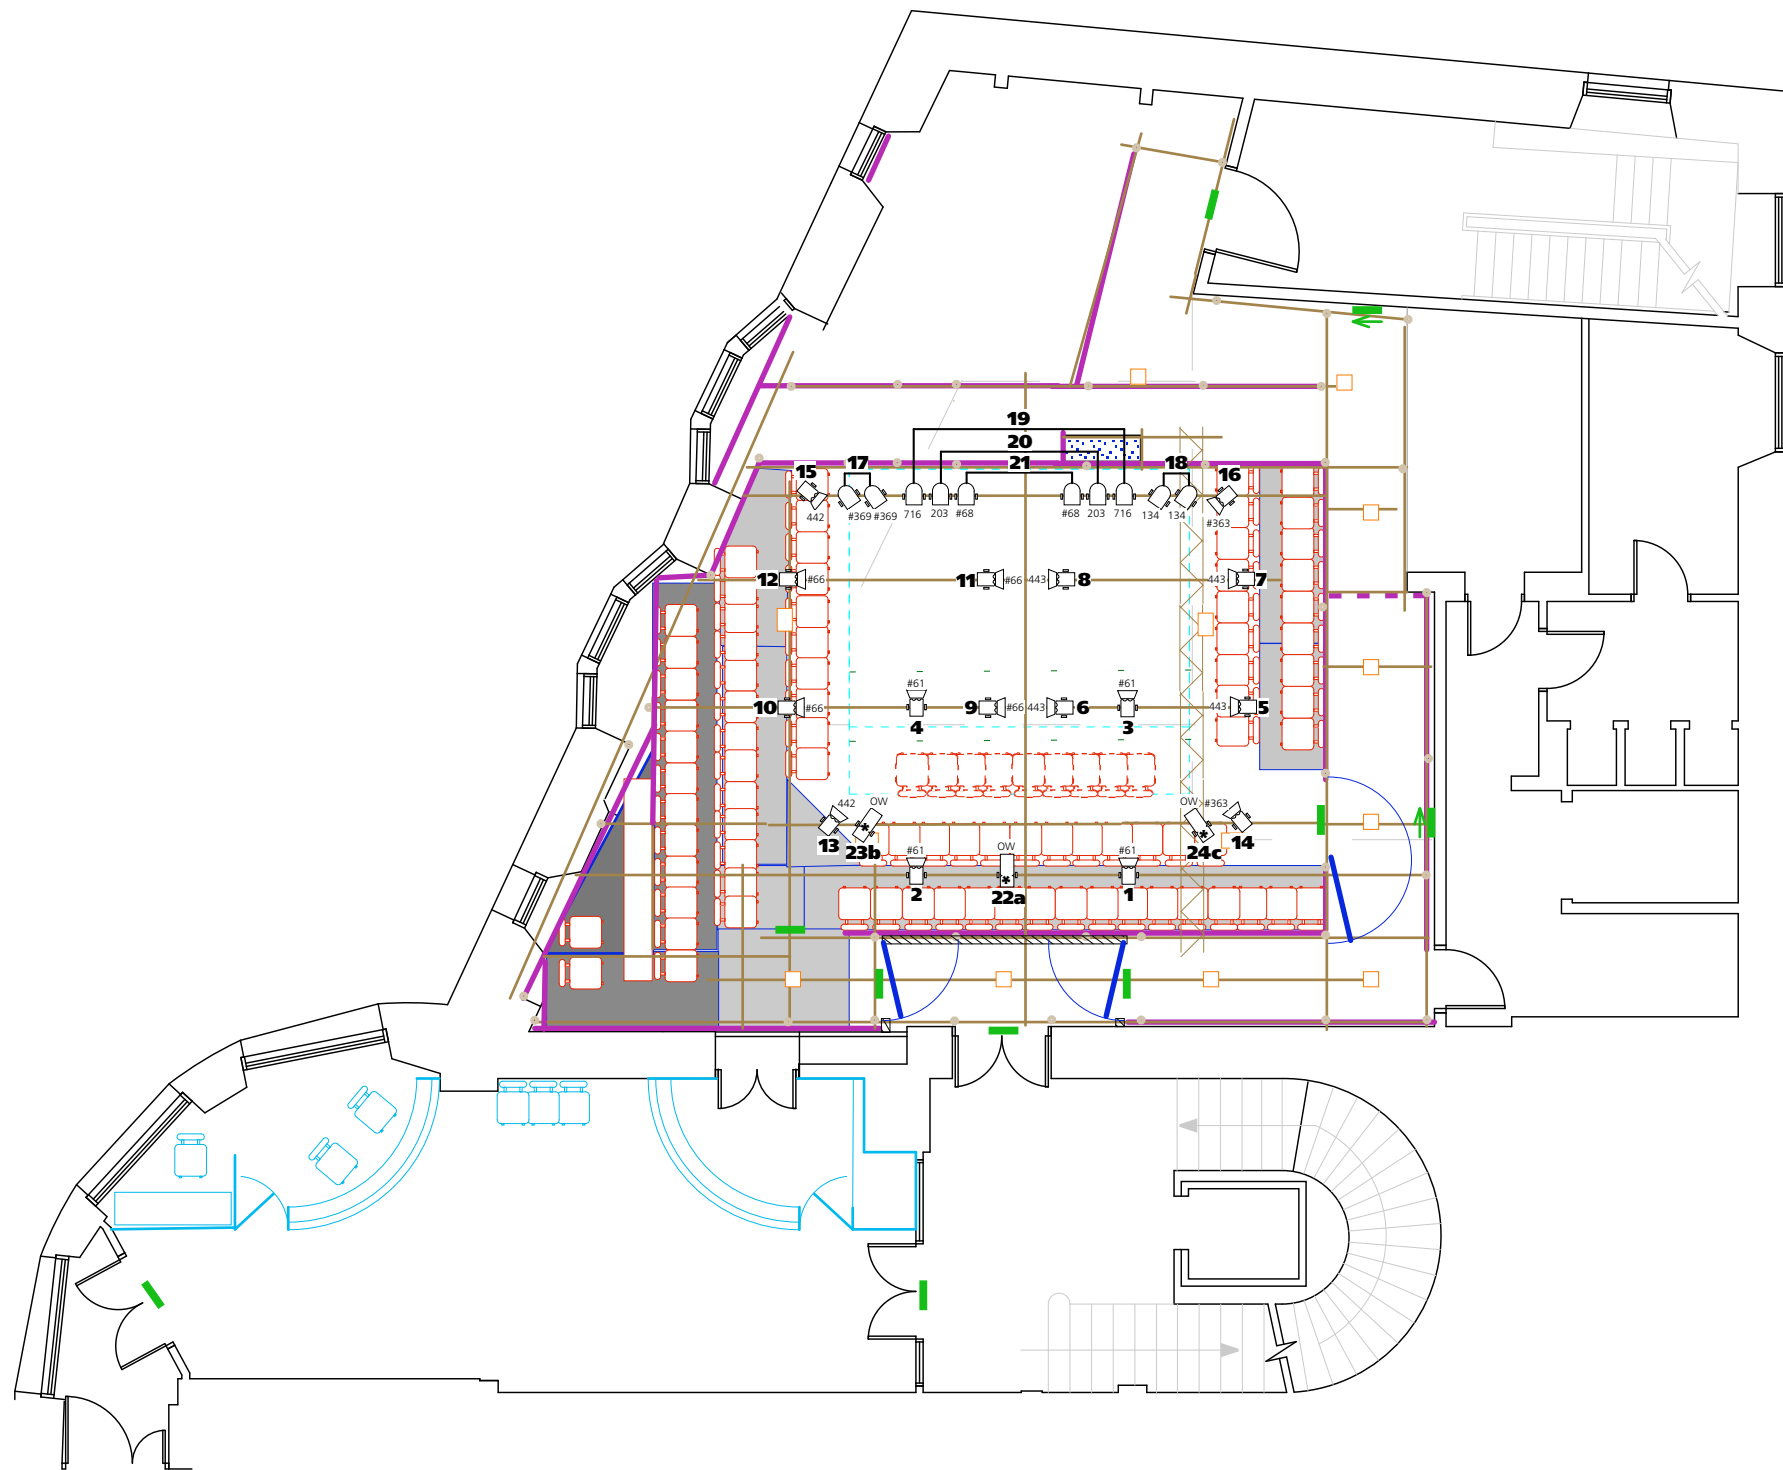 19
20
15 17 21 18 16
442 #369 #369 716 203 #68 #68 203 716 134 134 #363
12 #66 11 #66 443 8 443 7
#61 #61
10 #66 9 #66 443 6 443 5
4 3
442 OW OW #363
13 23b 24c 14
#61 OW #61
2 22a 1